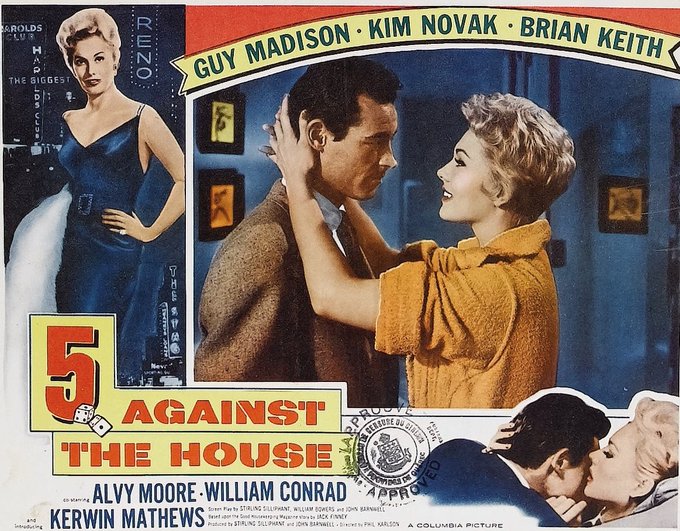 HAROLDS
CLUB
RENO
HAROLDS CLUB
THE BIGGEST
GUY MADISON · KIM NOVAK · BRIAN KEITH
5 AGAINST
THE HOUSE
co-starring ALVY MOORE · WILLIAM CONRAD
and introducing KERWIN MATHEWS
Screen Play by STIRLING SILLIPHANT, WILLIAM BOWERS and JOHN BARNWELL
Based upon the Good Housekeeping Magazine story by JACK FINNEY
Produced by STIRLING SILLIPHANT and JOHN BARNWELL · Directed by PHIL KARLSON
A COLUMBIA PICTURE
APPROUVÉ
APPROVED